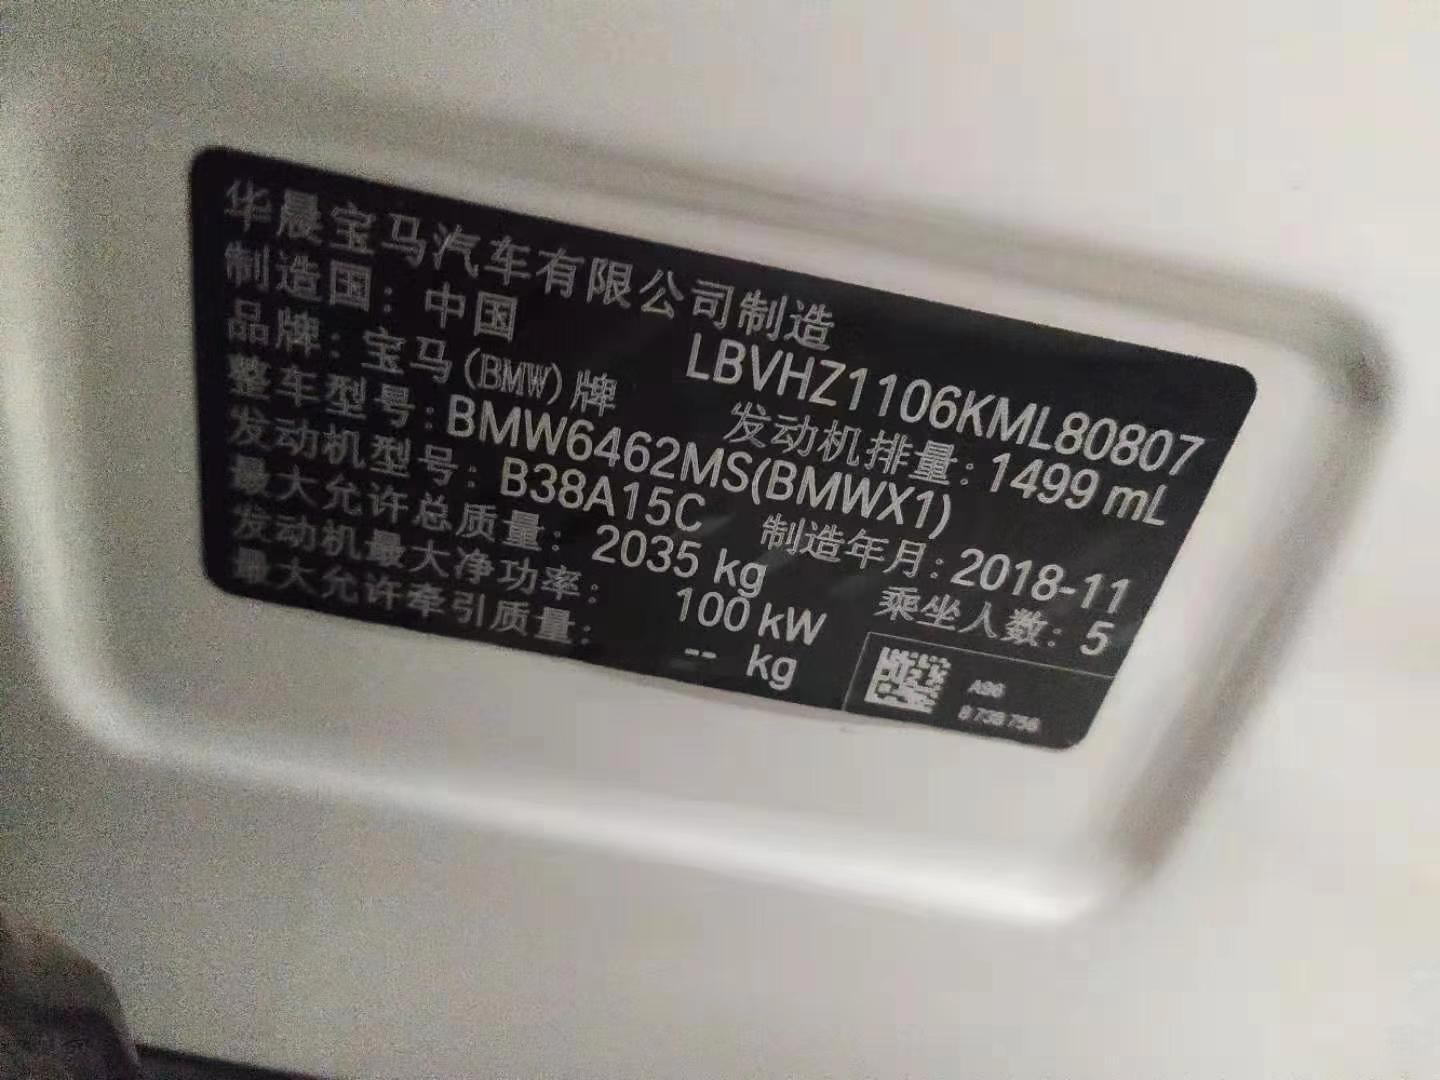 华晨宝马汽车有限公司制造
制造国：中国 LBVHZ1106KML80807
品牌：宝马(BMW)牌 发动机排量：1499 mL
整车型号：BMW6462MS(BMWX1)
发动机型号：B38A15C 制造年月：2018-11
最大允许总质量：2035 kg 乘坐人数：5
发动机最大净功率：100 kW
最大允许牵引质量：-- kg
A96
8 738 756